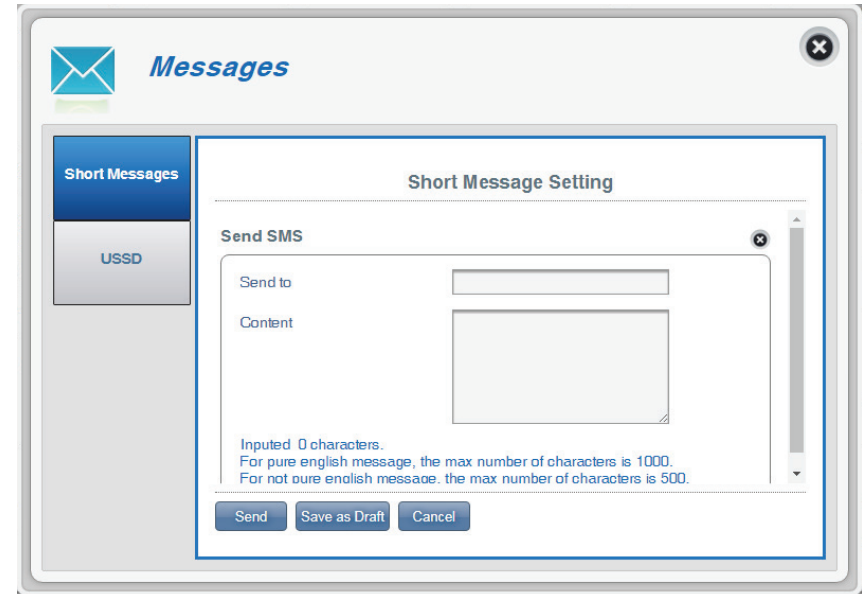 Messages
Short Messages
USSD
Short Message Setting
Send SMS
Send to
Content
Inputed 0 characters.
For pure english message, the max number of characters is 1000.
For not pure english message, the max number of characters is 500.
Send
Save as Draft
Cancel